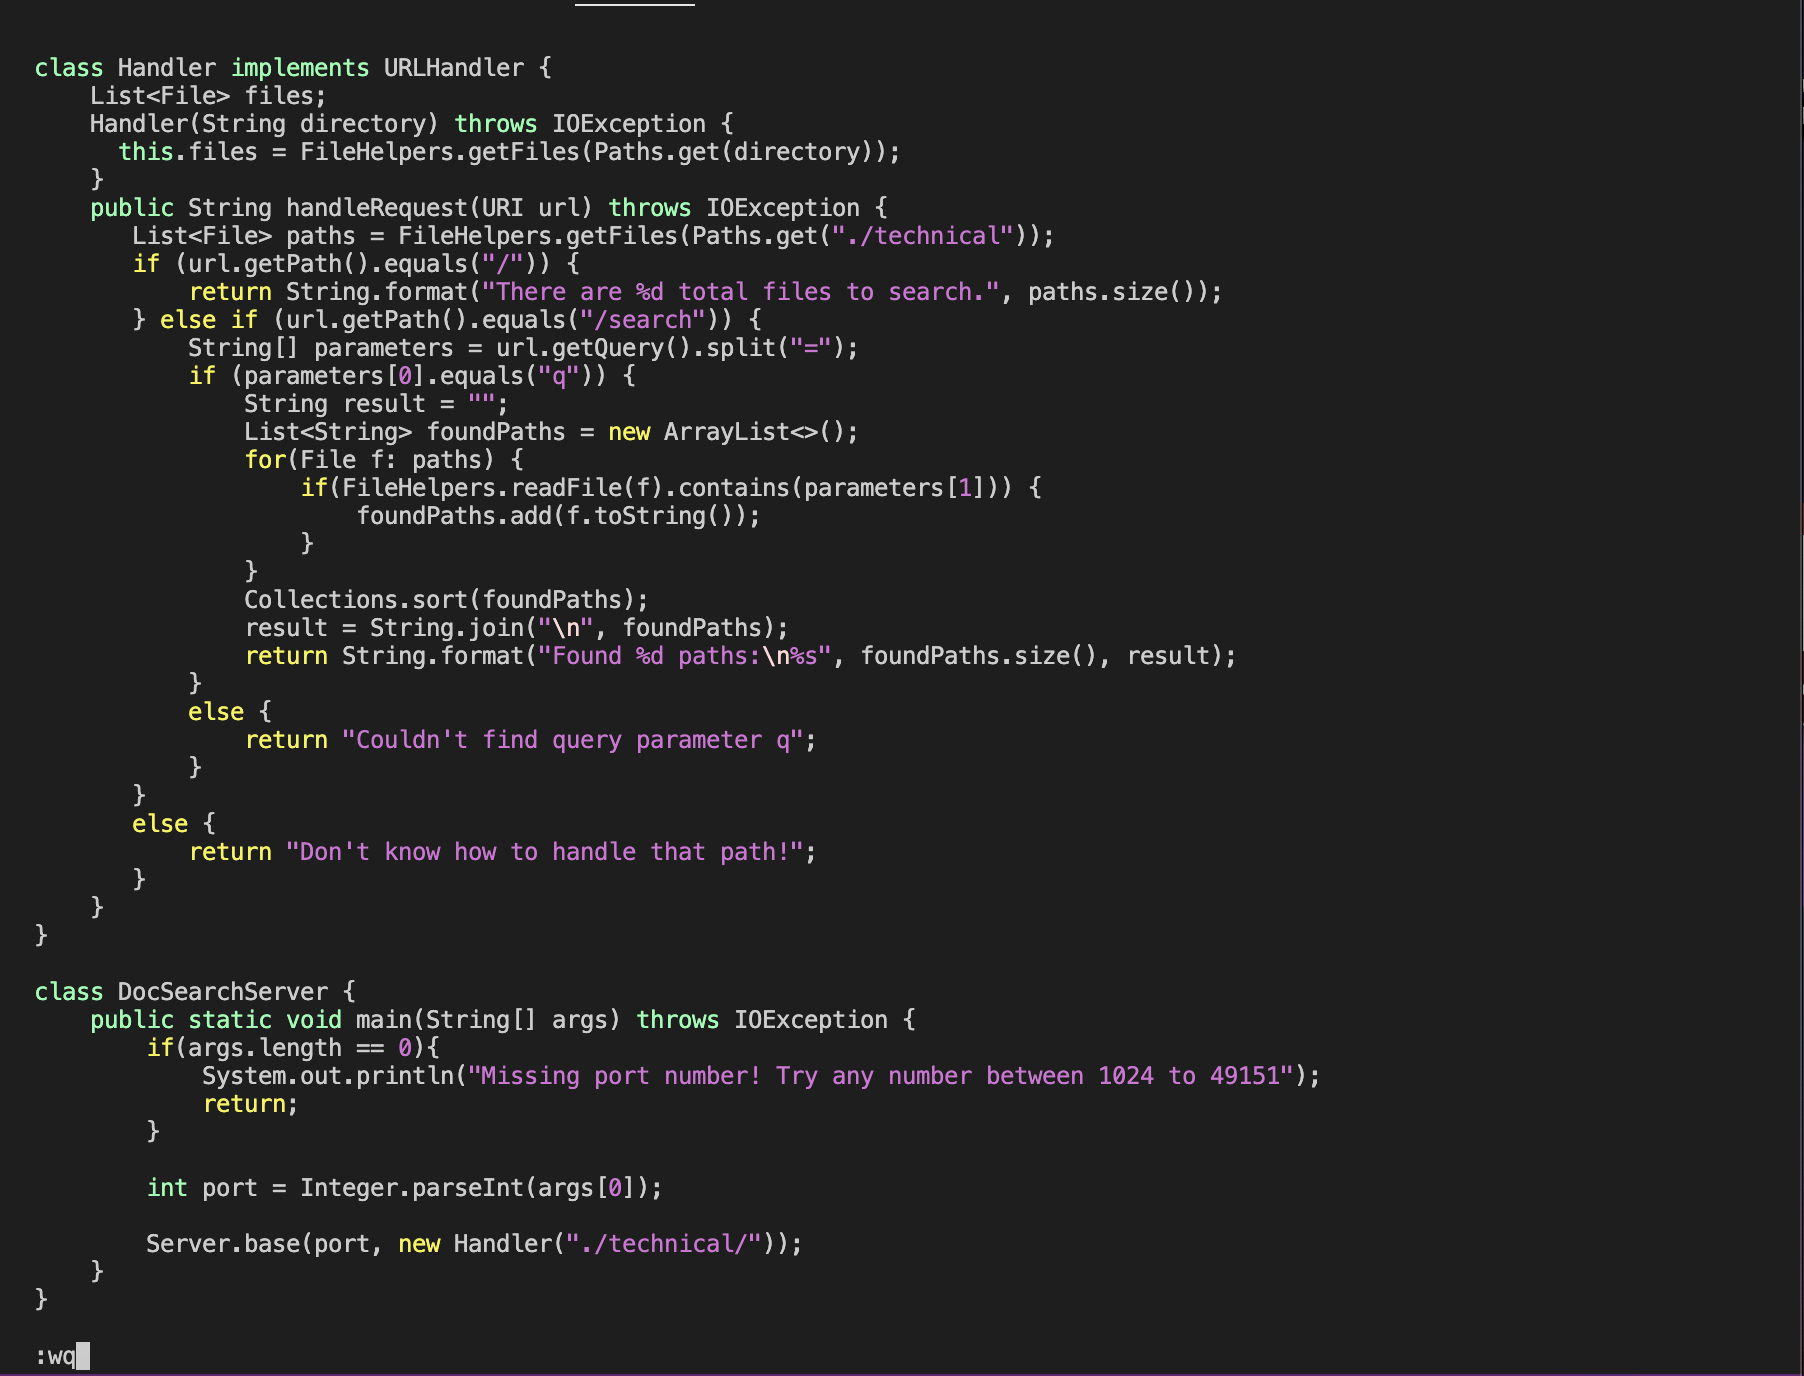 class Handler implements URLHandler {
    List<File> files;
    Handler(String directory) throws IOException {
      this.files = FileHelpers.getFiles(Paths.get(directory));
    }
    public String handleRequest(URI url) throws IOException {
       List<File> paths = FileHelpers.getFiles(Paths.get("./technical"));
       if (url.getPath().equals("/")) {
           return String.format("There are %d total files to search.", paths.size());
       } else if (url.getPath().equals("/search")) {
           String[] parameters = url.getQuery().split("=");
           if (parameters[0].equals("q")) {
               String result = "";
               List<String> foundPaths = new ArrayList<>();
               for(File f: paths) {
                   if(FileHelpers.readFile(f).contains(parameters[1])) {
                       foundPaths.add(f.toString());
                   }
               }
               Collections.sort(foundPaths);
               result = String.join("\n", foundPaths);
               return String.format("Found %d paths:\n%s", foundPaths.size(), result);
           }
           else {
               return "Couldn't find query parameter q";
           }
       }
       else {
           return "Don't know how to handle that path!";
       }
    }
}

class DocSearchServer {
    public static void main(String[] args) throws IOException {
        if(args.length == 0){
            System.out.println("Missing port number! Try any number between 1024 to 49151");
            return;
        }

        int port = Integer.parseInt(args[0]);

        Server.base(port, new Handler("./technical/"));
    }
}

:wq